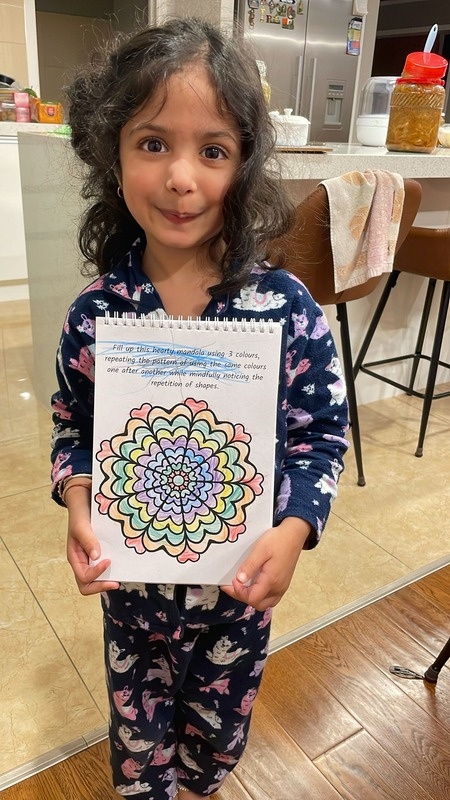 Fill up this hearty mandala using 3 colours,
repeating the pattern of using the same colours
one after another while mindfully noticing the
repetition of shapes.